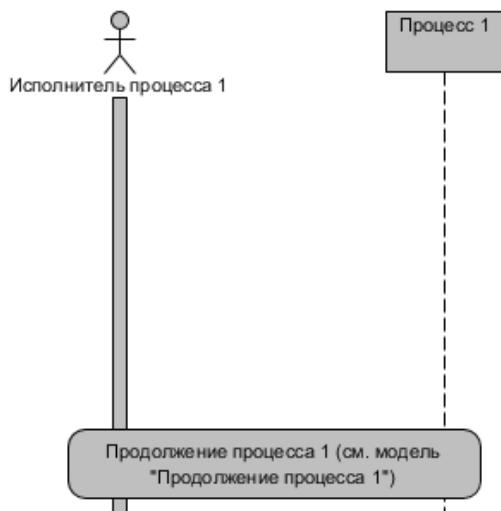 Процесс 1
Исполнитель процесса 1
Продолжение процесса 1 (см. модель
"Продолжение процесса 1")